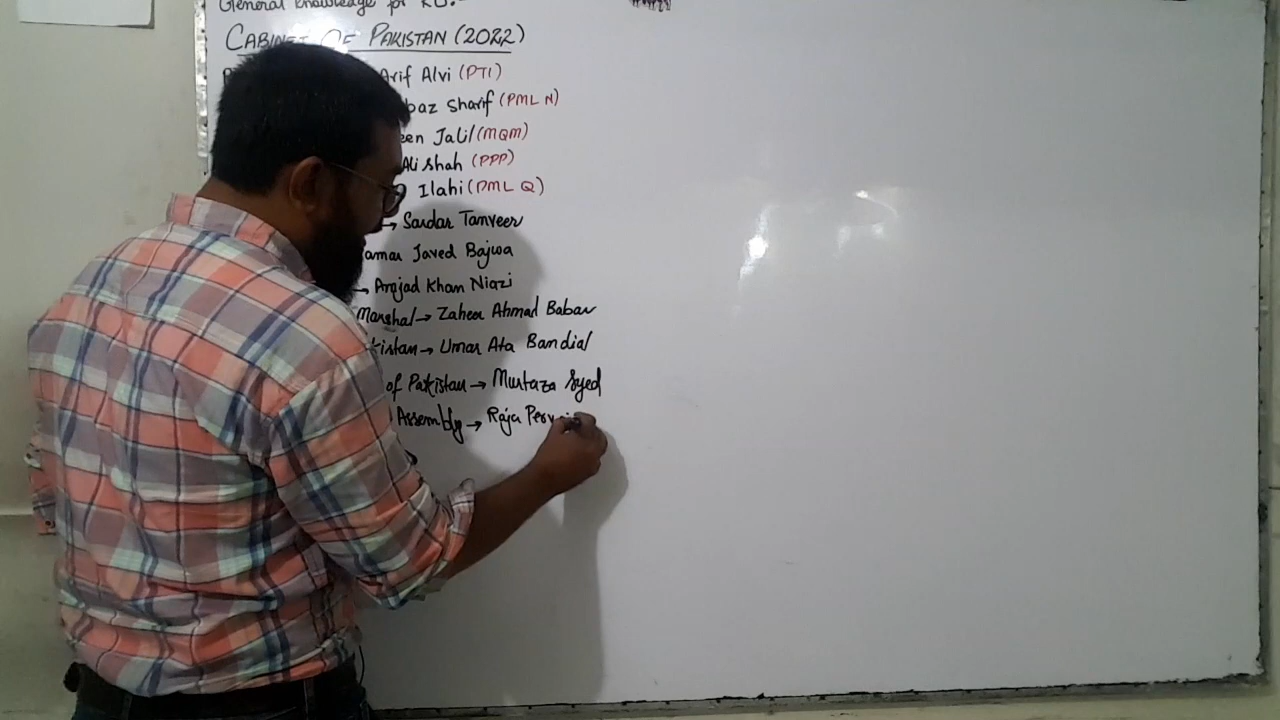 General Knowledge for KU:-
CABINET OF PAKISTAN (2022)
Arif Alvi (PTI)
baz Sharif (PML N)
een Jalil (MQM)
Ali shah (PPP)
Ilahi (PML Q)
→ Sardar Tanveer
amar Javed Bajwa
→ Amjad Khan Niazi
Marshal → Zaheer Ahmad Babar
kistan → Umar Ata Bandial
of Pakistan → Murtaza Syed
Assembly → Raja Perv